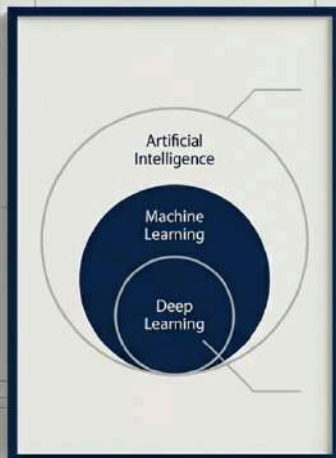 Artificial
Intelligence
Machine
Learning
Deep
Learning